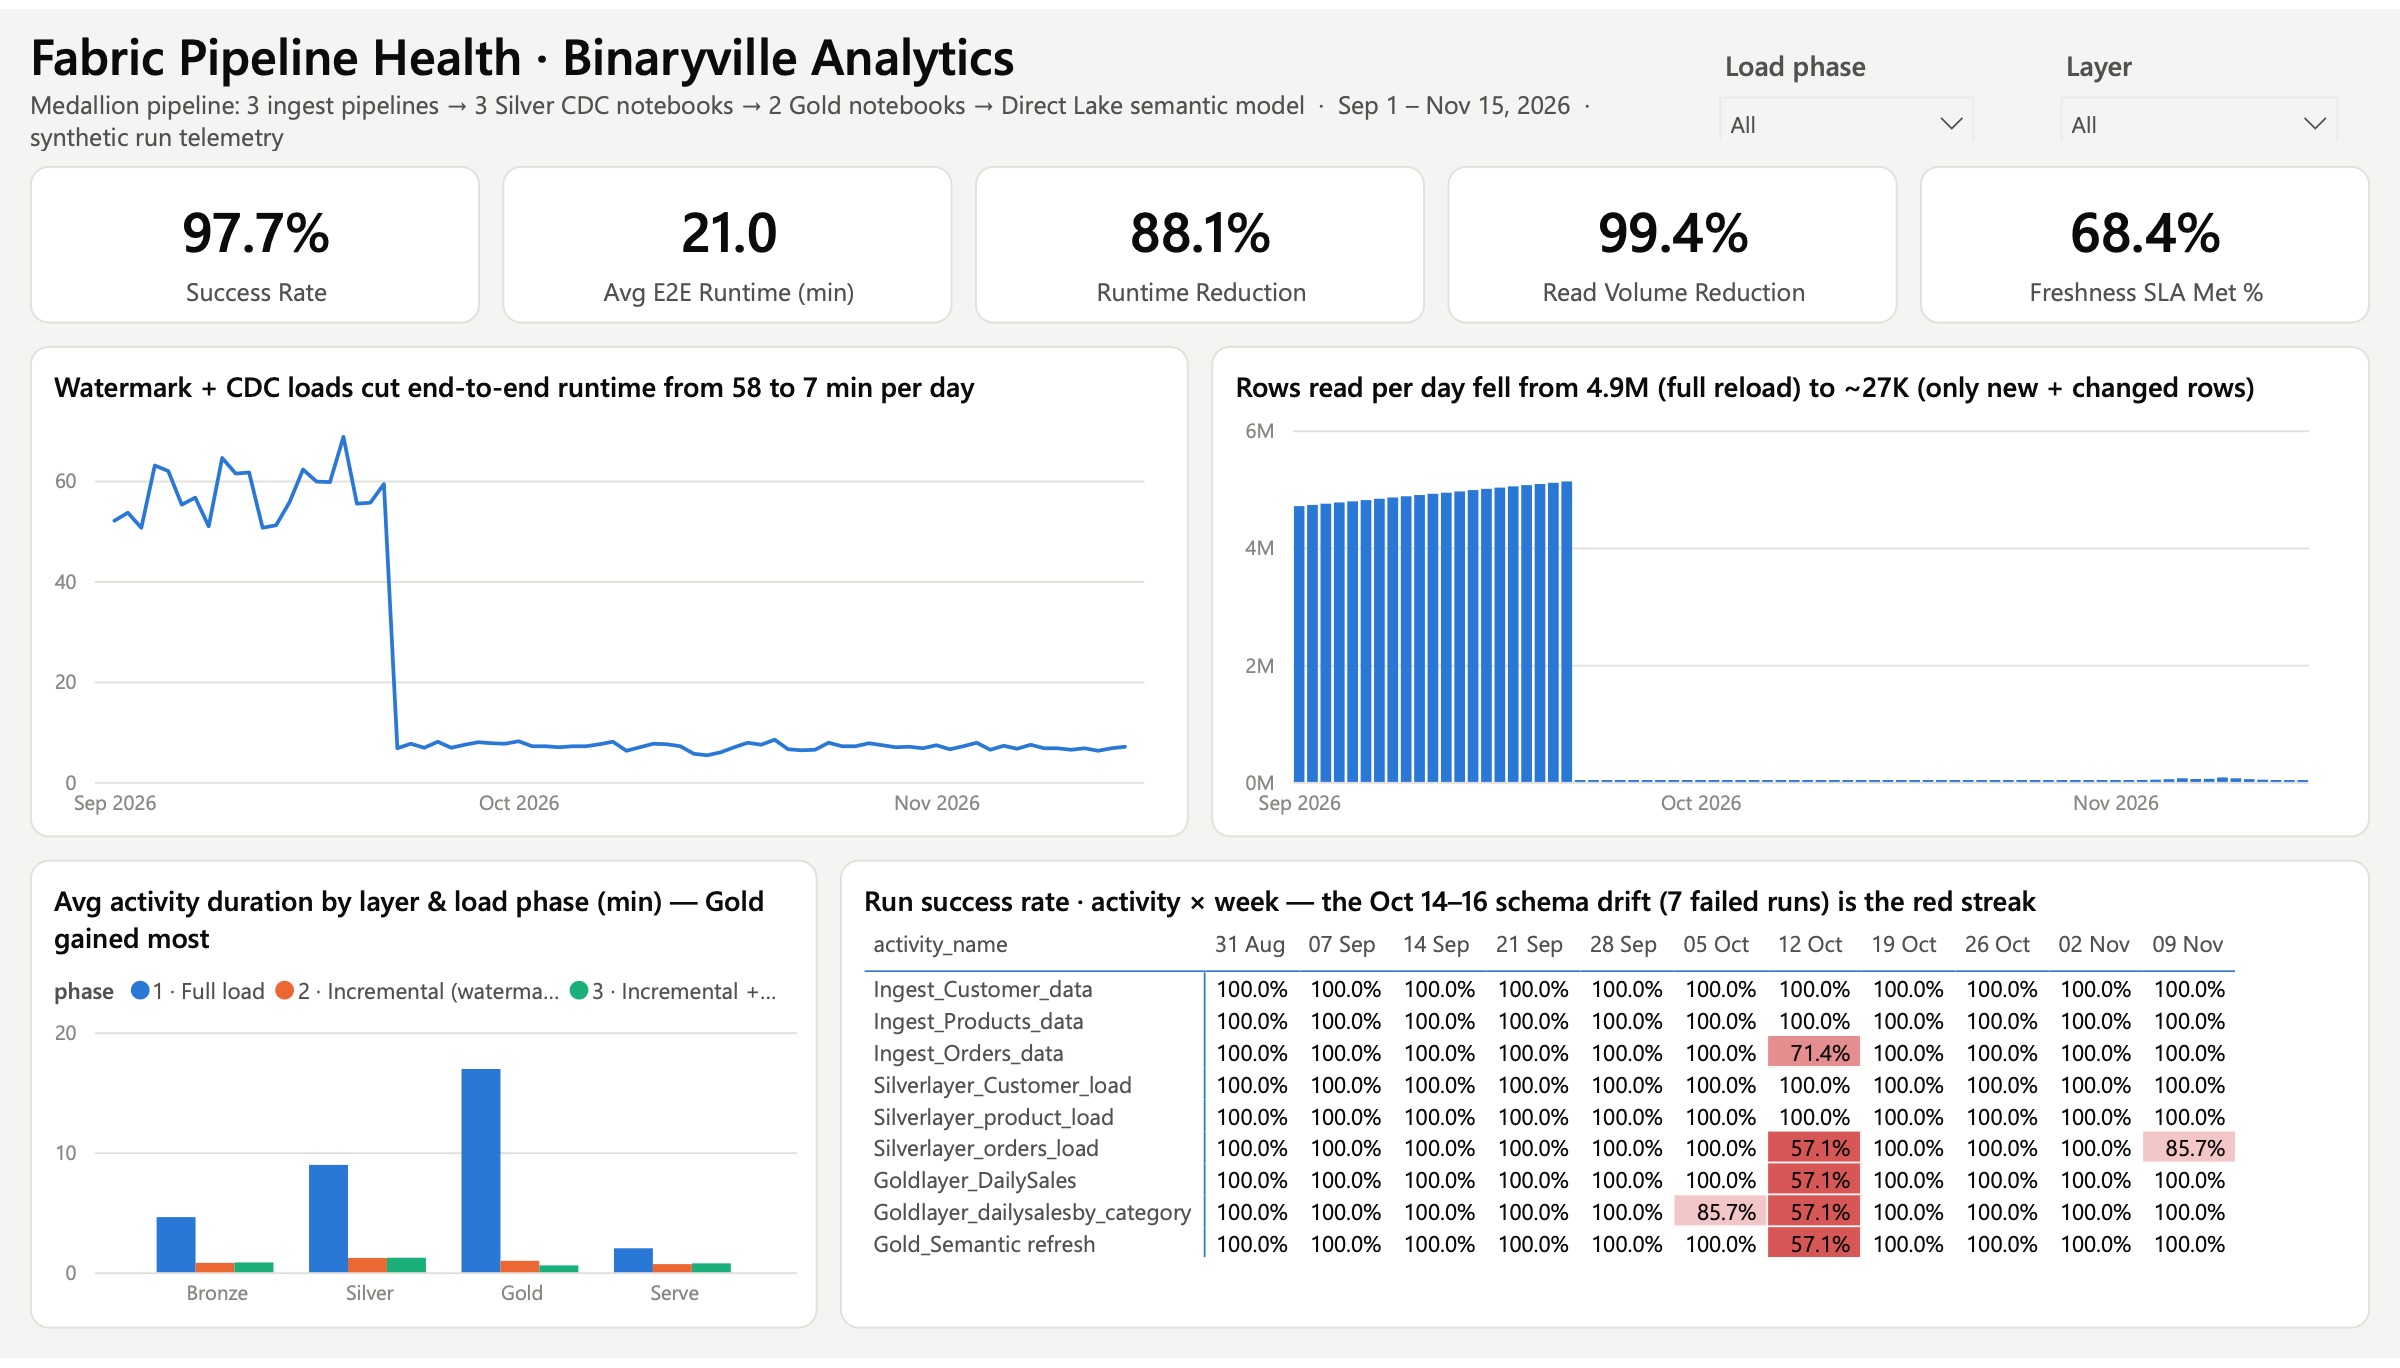 Fabric Pipeline Health · Binaryville Analytics
Medallion pipeline: 3 ingest pipelines → 3 Silver CDC notebooks → 2 Gold notebooks → Direct Lake semantic model · Sep 1 – Nov 15, 2026 ·
synthetic run telemetry
Load phase
All
Layer
All
97.7%
Success Rate
21.0
Avg E2E Runtime (min)
88.1%
Runtime Reduction
99.4%
Read Volume Reduction
68.4%
Freshness SLA Met %
Watermark + CDC loads cut end-to-end runtime from 58 to 7 min per day
60
40
20
0
Sep 2026 Oct 2026 Nov 2026
Rows read per day fell from 4.9M (full reload) to ~27K (only new + changed rows)
6M
4M
2M
0M
Sep 2026 Oct 2026 Nov 2026
Avg activity duration by layer & load phase (min) — Gold
gained most
phase 1 · Full load 2 · Incremental (waterma... 3 · Incremental +...
20
10
0
Bronze Silver Gold Serve
Run success rate · activity × week — the Oct 14–16 schema drift (7 failed runs) is the red streak
activity_name 31 Aug 07 Sep 14 Sep 21 Sep 28 Sep 05 Oct 12 Oct 19 Oct 26 Oct 02 Nov 09 Nov
Ingest_Customer_data 100.0% 100.0% 100.0% 100.0% 100.0% 100.0% 100.0% 100.0% 100.0% 100.0% 100.0%
Ingest_Products_data 100.0% 100.0% 100.0% 100.0% 100.0% 100.0% 100.0% 100.0% 100.0% 100.0% 100.0%
Ingest_Orders_data 100.0% 100.0% 100.0% 100.0% 100.0% 100.0% 71.4% 100.0% 100.0% 100.0% 100.0%
Silverlayer_Customer_load 100.0% 100.0% 100.0% 100.0% 100.0% 100.0% 100.0% 100.0% 100.0% 100.0% 100.0%
Silverlayer_product_load 100.0% 100.0% 100.0% 100.0% 100.0% 100.0% 100.0% 100.0% 100.0% 100.0% 100.0%
Silverlayer_orders_load 100.0% 100.0% 100.0% 100.0% 100.0% 100.0% 57.1% 100.0% 100.0% 100.0% 85.7%
Goldlayer_DailySales 100.0% 100.0% 100.0% 100.0% 100.0% 100.0% 57.1% 100.0% 100.0% 100.0% 100.0%
Goldlayer_dailysalesby_category 100.0% 100.0% 100.0% 100.0% 100.0% 85.7% 57.1% 100.0% 100.0% 100.0% 100.0%
Gold_Semantic refresh 100.0% 100.0% 100.0% 100.0% 100.0% 100.0% 57.1% 100.0% 100.0% 100.0% 100.0%